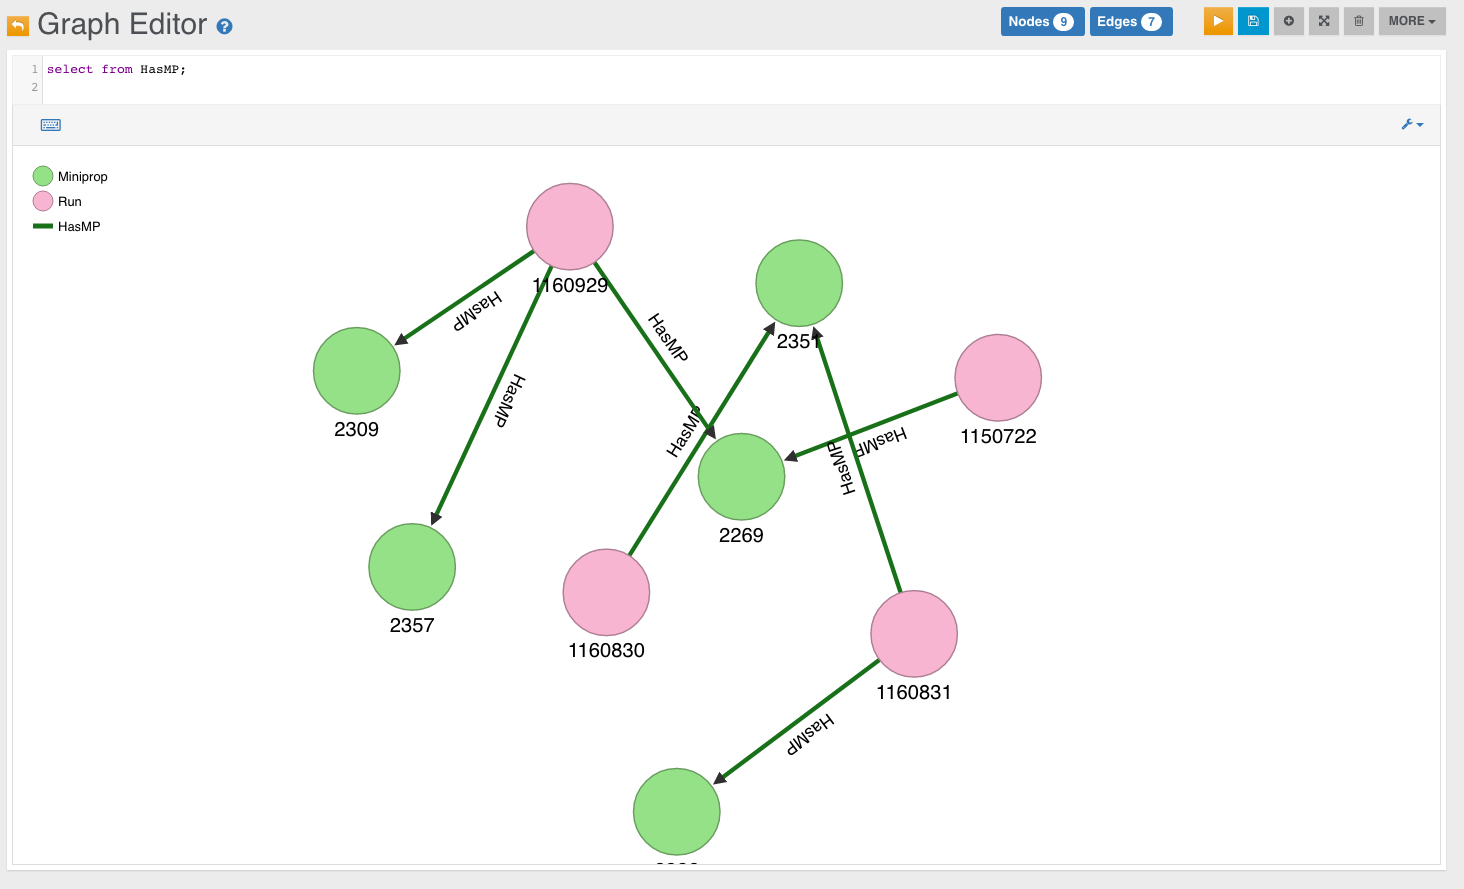 Graph Editor
Nodes 9
Edges 7
MORE
1 select from HasMP;
2
Miniprop
Run
HasMP
1160929
HasMP
HasMP
2351
HasMP
HasMP
2309
HasMP
HasMP
1150722
2269
2357
1160830
1160831
HasMP